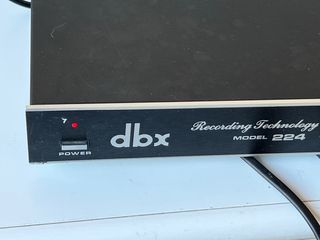 dbx
Recording Technology
MODEL 224
POWER